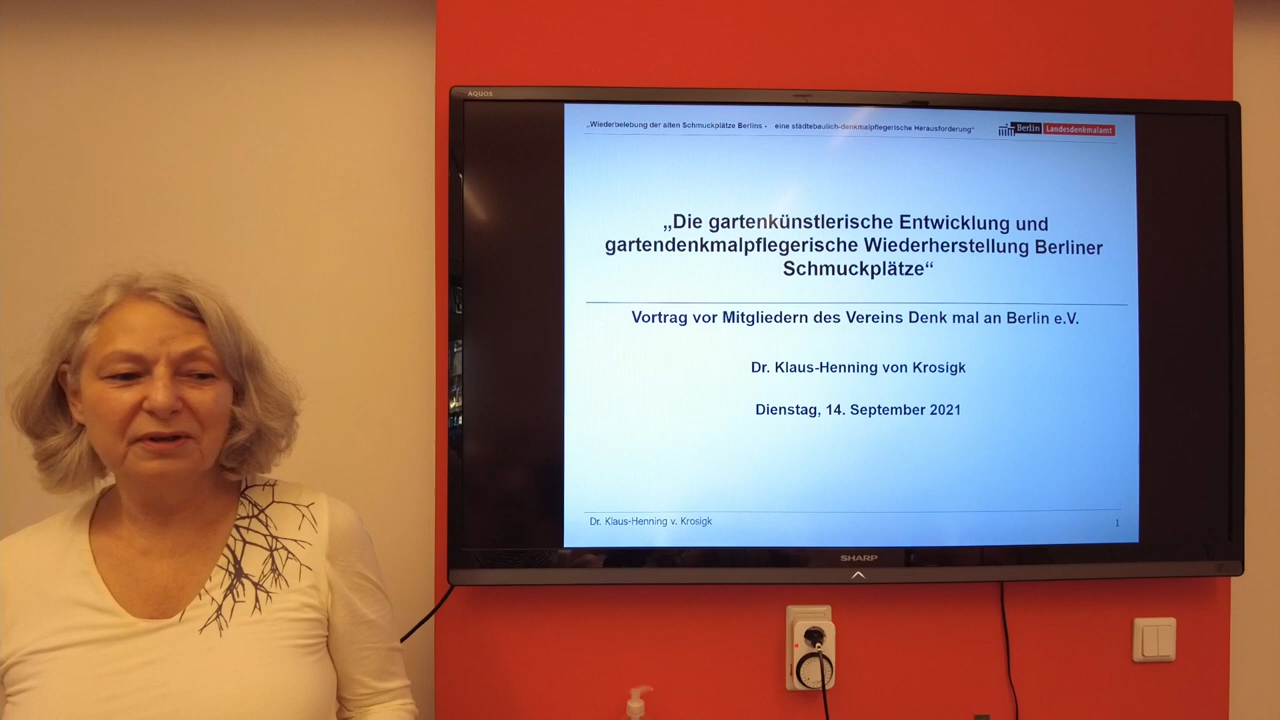 AQUOS
„Wiederbelebung der alten Schmuckplätze Berlins - eine städtebaulich-denkmalpflegerische Herausforderung“
Berlin Landesdenkmalamt
„Die gartenkünstlerische Entwicklung und
gartendenkmalpflegerische Wiederherstellung Berliner
Schmuckplätze“
Vortrag vor Mitgliedern des Vereins Denk mal an Berlin e.V.
Dr. Klaus-Henning von Krosigk
Dienstag, 14. September 2021
Dr. Klaus-Henning v. Krosigk 1
SHARP